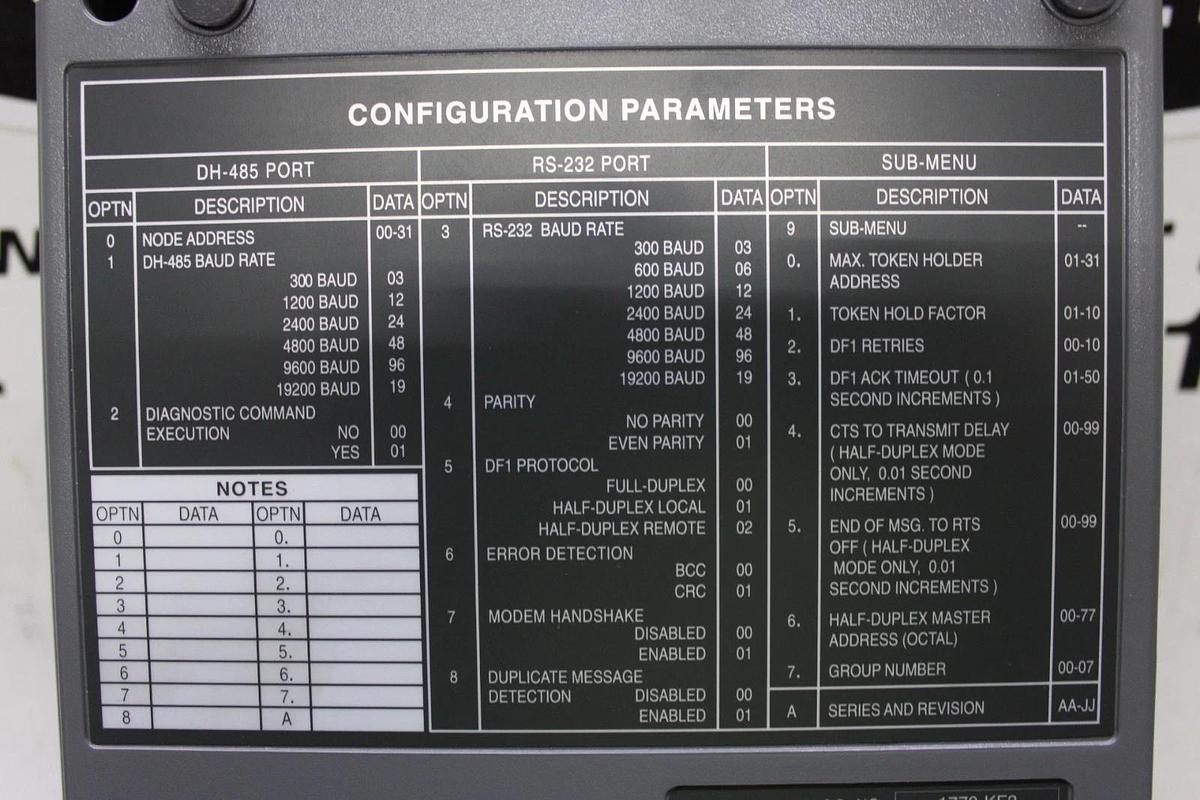 CONFIGURATION PARAMETERS
DH-485 PORT
OPTN DESCRIPTION DATA
0 NODE ADDRESS 00-31
1 DH-485 BAUD RATE
300 BAUD 03
1200 BAUD 12
2400 BAUD 24
4800 BAUD 48
9600 BAUD 96
19200 BAUD 19
2 DIAGNOSTIC COMMAND
EXECUTION NO 00
YES 01
NOTES
OPTN DATA OPTN DATA
0 0.
1 1.
2 2.
3 3.
4 4.
5 5.
6 6.
7 7.
8 A
RS-232 PORT
OPTN DESCRIPTION DATA
3 RS-232 BAUD RATE
300 BAUD 03
600 BAUD 06
1200 BAUD 12
2400 BAUD 24
4800 BAUD 48
9600 BAUD 96
19200 BAUD 19
4 PARITY
NO PARITY 00
EVEN PARITY 01
5 DF1 PROTOCOL
FULL-DUPLEX 00
HALF-DUPLEX LOCAL 01
HALF-DUPLEX REMOTE 02
6 ERROR DETECTION
BCC 00
CRC 01
7 MODEM HANDSHAKE
DISABLED 00
ENABLED 01
8 DUPLICATE MESSAGE
DETECTION DISABLED 00
ENABLED 01
SUB-MENU
OPTN DESCRIPTION DATA
9 SUB-MENU --
0. MAX. TOKEN HOLDER 01-31
ADDRESS
1. TOKEN HOLD FACTOR 01-10
2. DF1 RETRIES 00-10
3. DF1 ACK TIMEOUT ( 0.1 01-50
SECOND INCREMENTS )
4. CTS TO TRANSMIT DELAY 00-99
( HALF-DUPLEX MODE
ONLY, 0.01 SECOND
INCREMENTS )
5. END OF MSG. TO RTS 00-99
OFF ( HALF-DUPLEX
MODE ONLY, 0.01
SECOND INCREMENTS )
6. HALF-DUPLEX MASTER 00-77
ADDRESS (OCTAL)
7. GROUP NUMBER 00-07
A SERIES AND REVISION AA-JJ